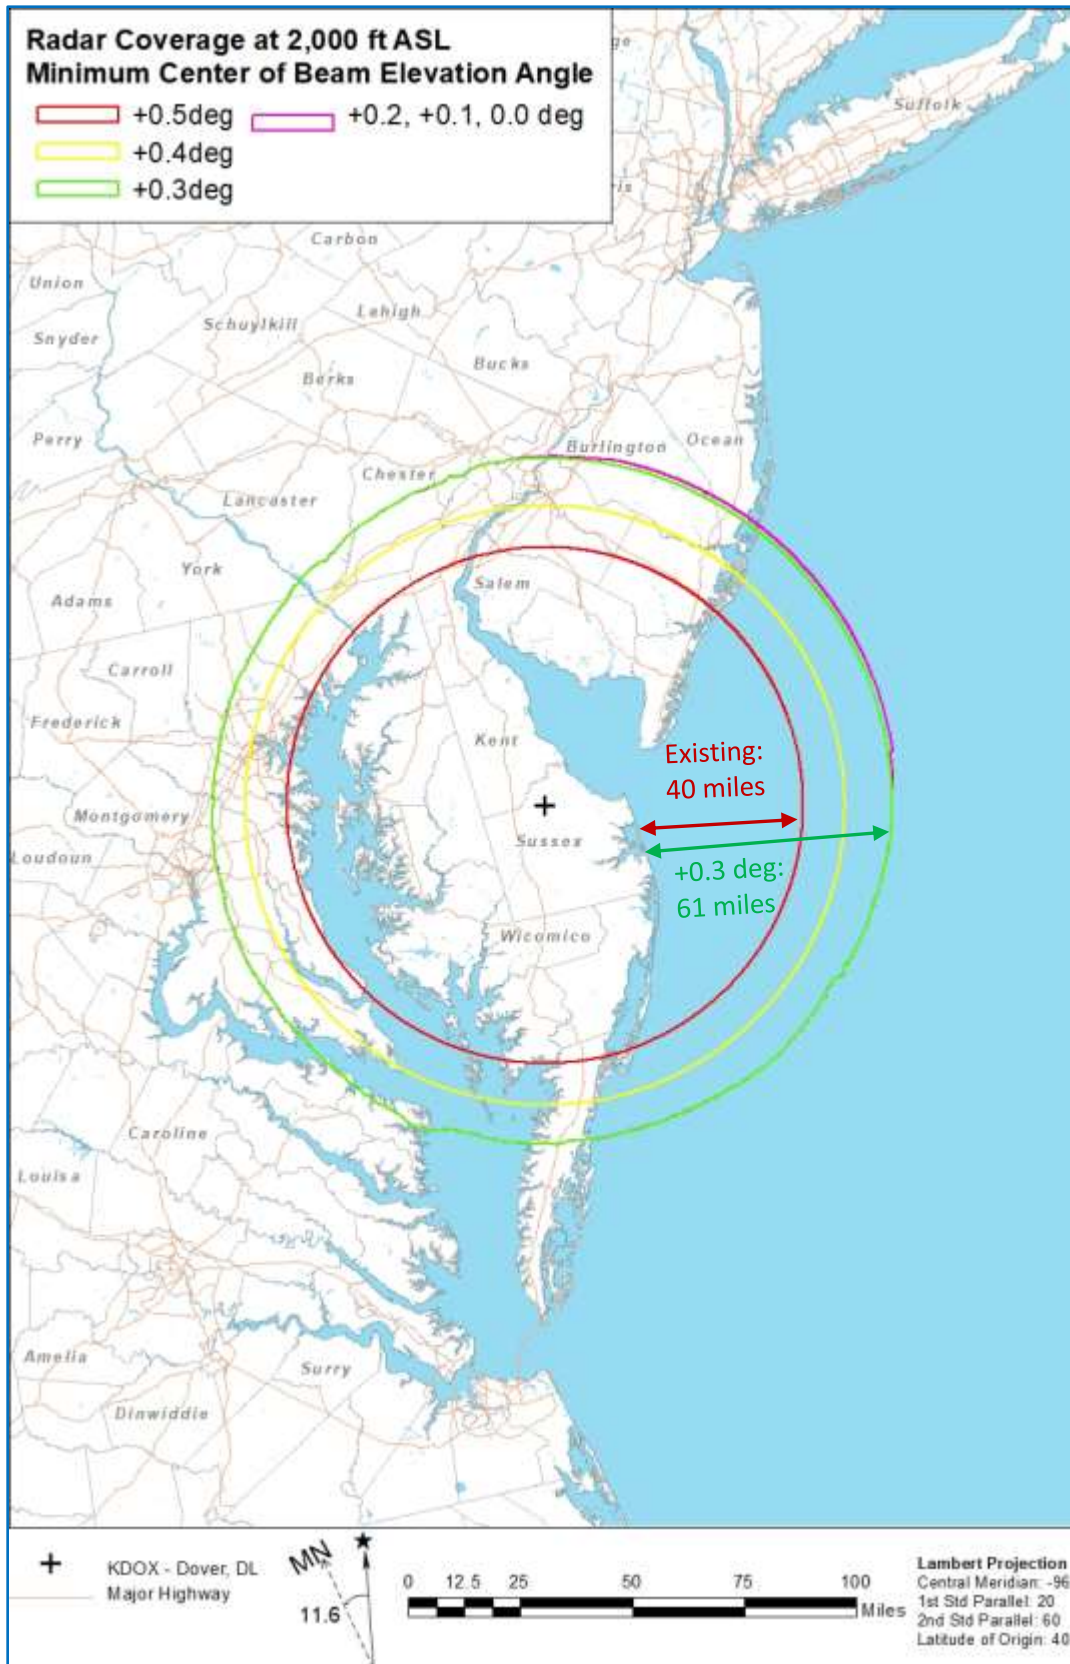 Radar Coverage at 2,000 ft ASL
Minimum Center of Beam Elevation Angle
+0.5deg
+0.2, +0.1, 0.0 deg
+0.4deg
+0.3deg
Suffolk
Carbon
Union
Lehigh
Schuylkill
Snyder
Bucks
Berks
Perry
Burlington
Ocean
Chester
Lancaster
York
Salem
Adams
Carroll
Frederick
Kent
Existing:
40 miles
Montgomery
Sussex
Loudoun
+0.3 deg:
61 miles
Wicomico
Caroline
Louisa
Amelia
Surry
Dinwiddie
KDOX - Dover, DL
Major Highway
MN
11.6
0 12.5 25 50 75 100
Miles
Lambert Projection
Central Meridian: -96
1st Std Parallel: 20
2nd Std Parallel: 60
Latitude of Origin: 40